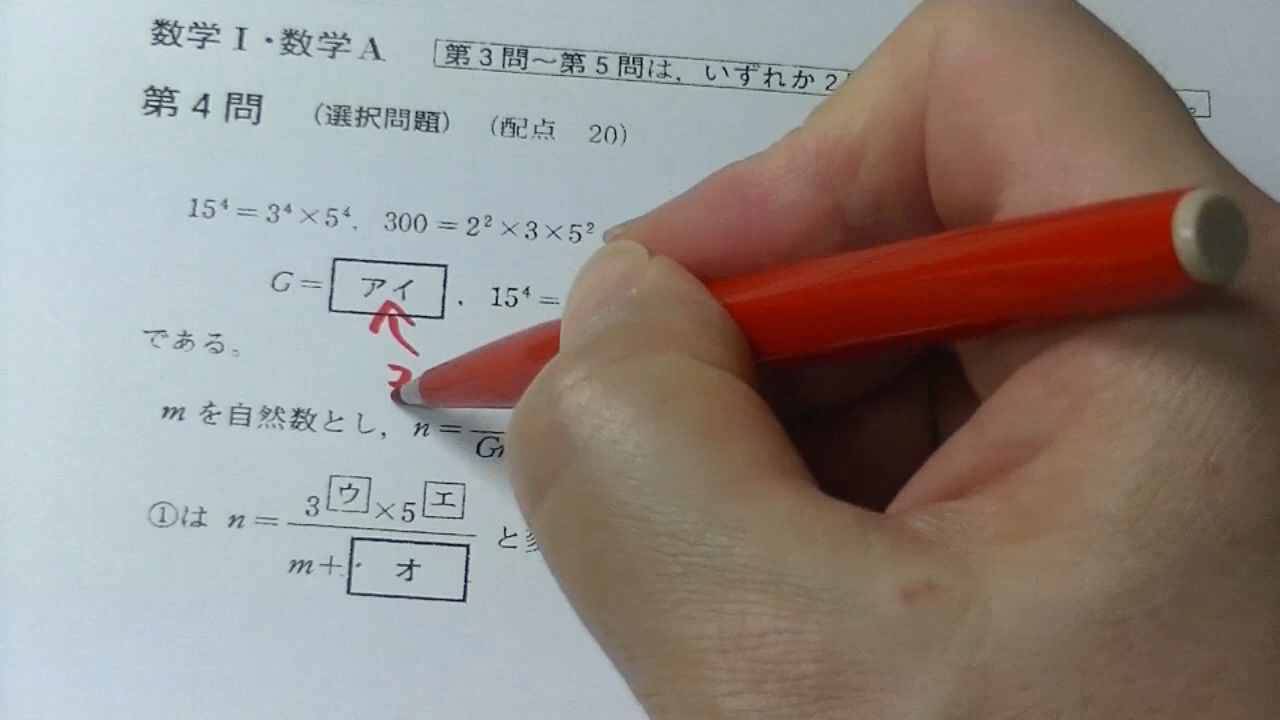 数学Ⅰ・数学A 第3問～第5問は，いずれか2
第4問 （選択問題）（配点 20）
15⁴＝3⁴×5⁴，300＝2²×3×5²
G＝アイ，15⁴＝
である。
mを自然数とし，n＝
G
①は n＝3^ウ×5^エ
m＋オ と